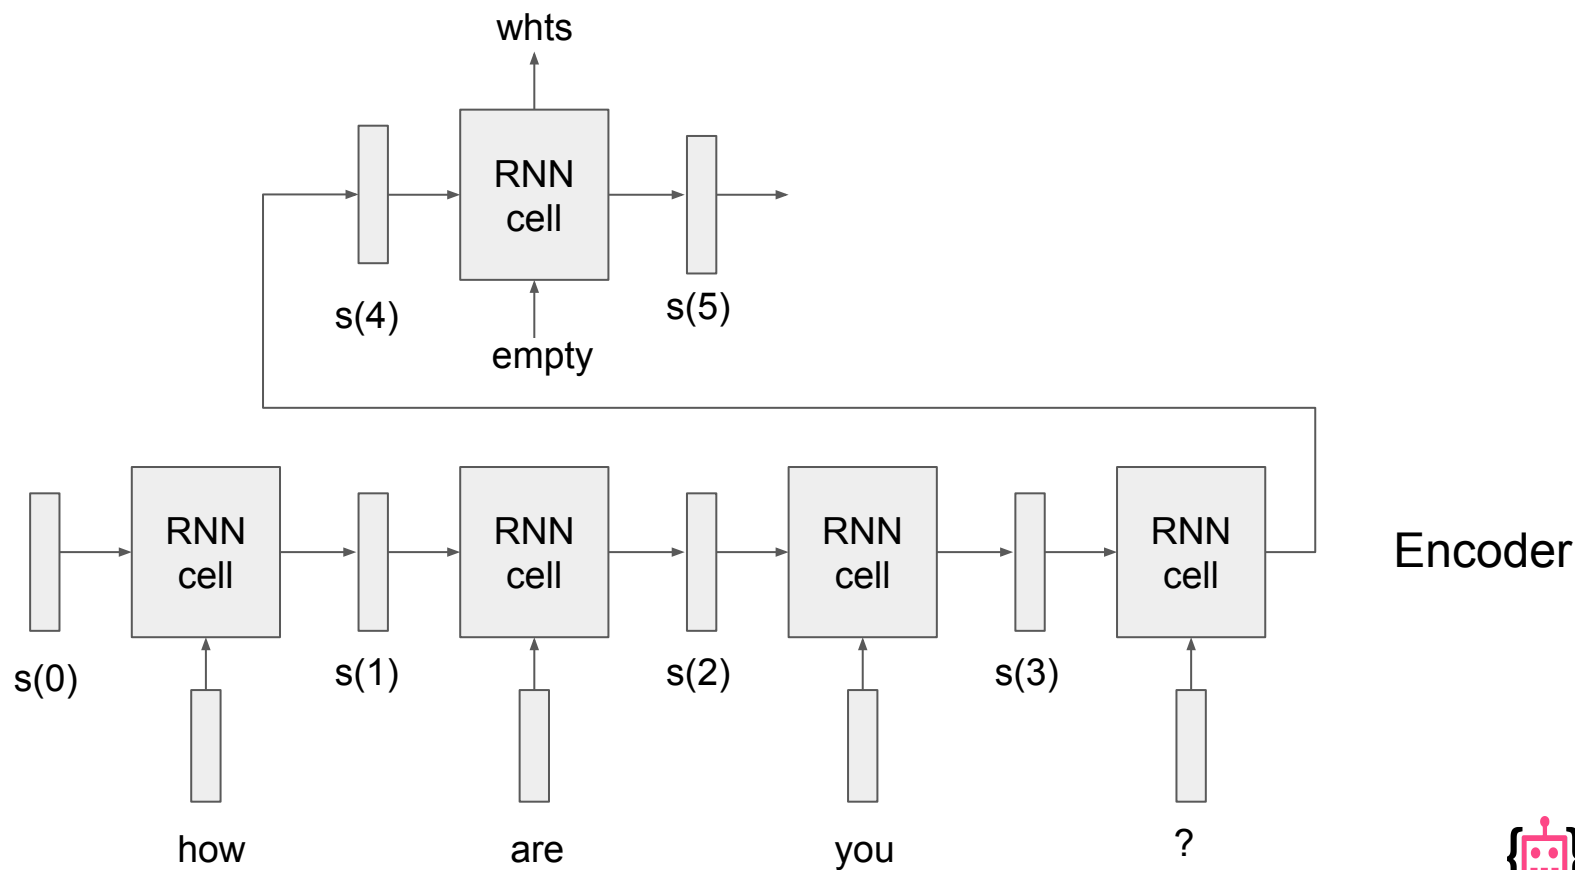 whts
RNN
cell
s(4)
s(5)
empty
RNN
cell
RNN
cell
RNN
cell
RNN
cell
Encoder
s(0)
s(1)
s(2)
s(3)
how
are
you
?
{ }